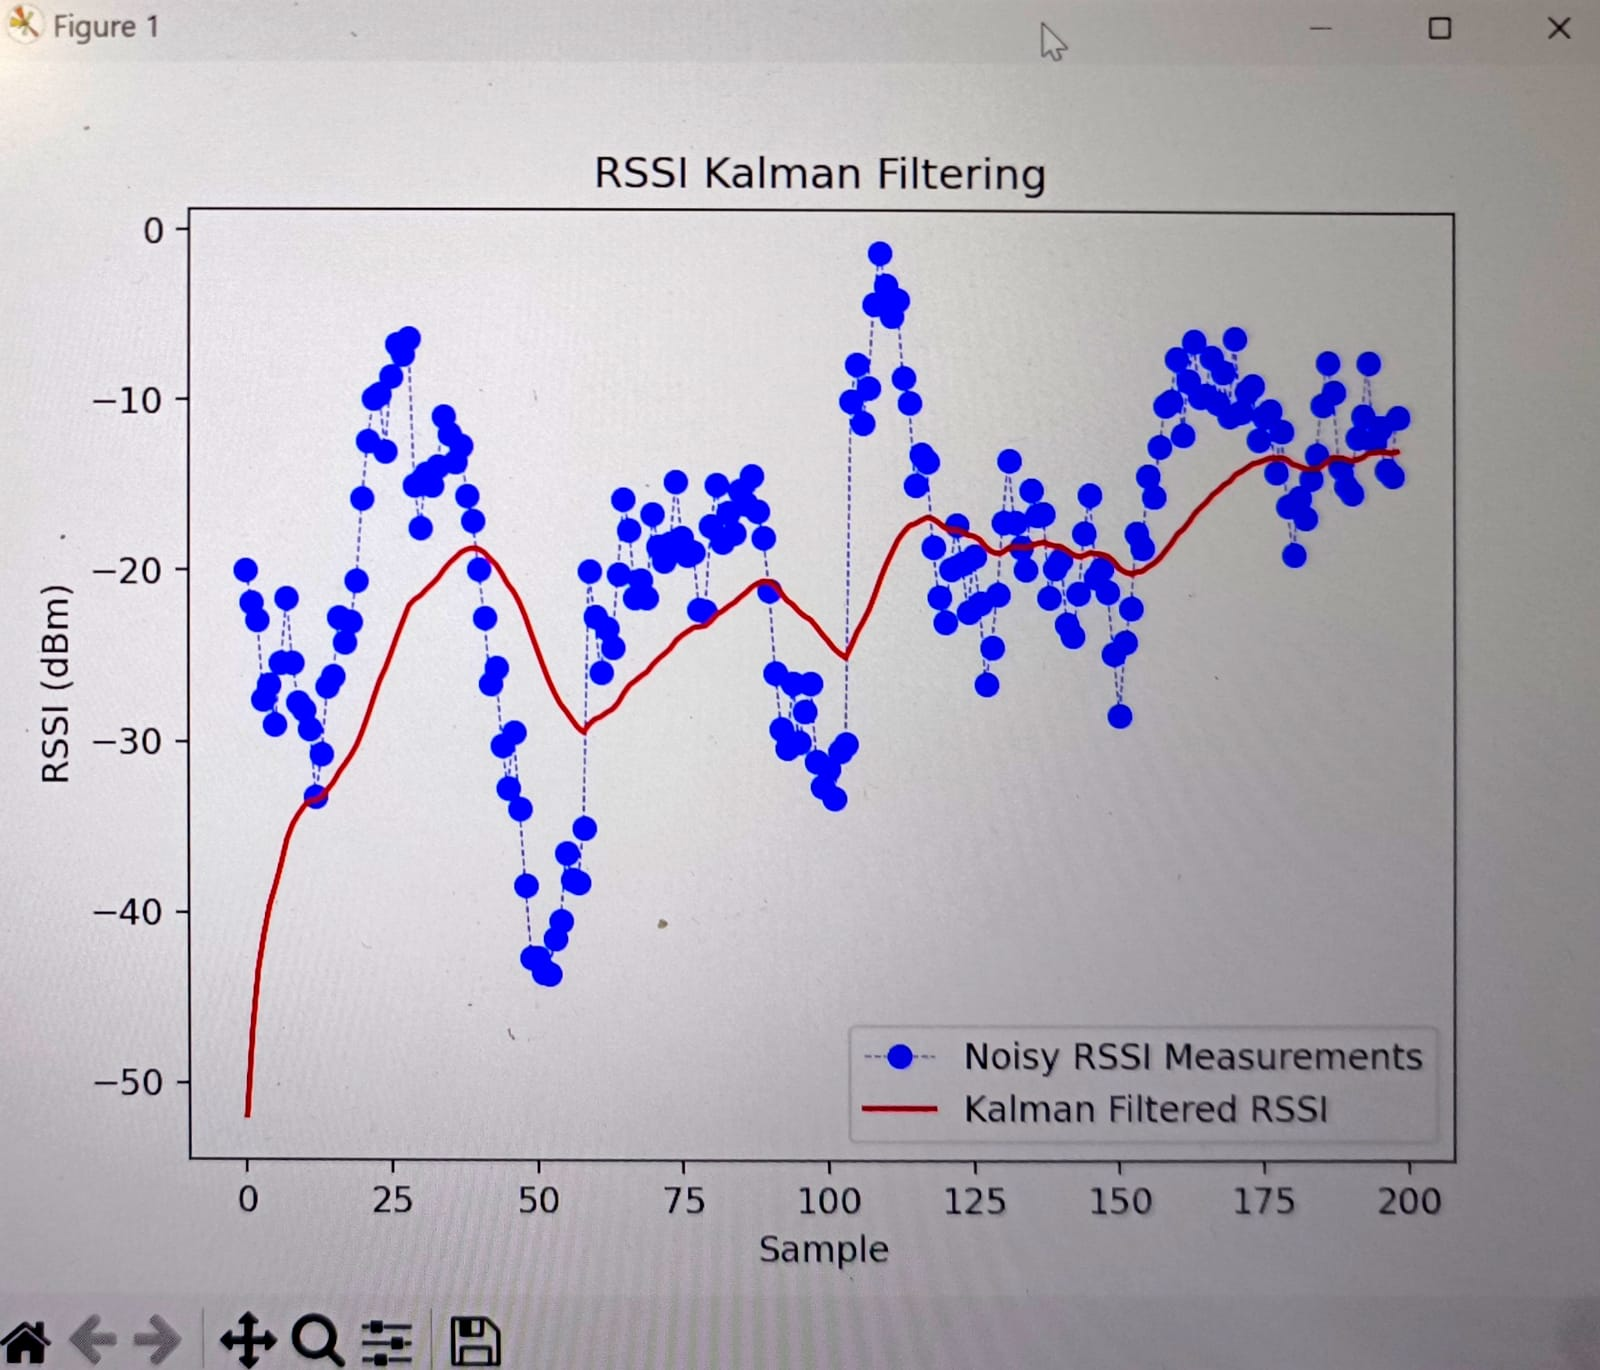 Figure 1
RSSI Kalman Filtering
RSSI (dBm)
0
−10
−20
−30
−40
−50
Noisy RSSI Measurements
Kalman Filtered RSSI
0 25 50 75 100 125 150 175 200
Sample